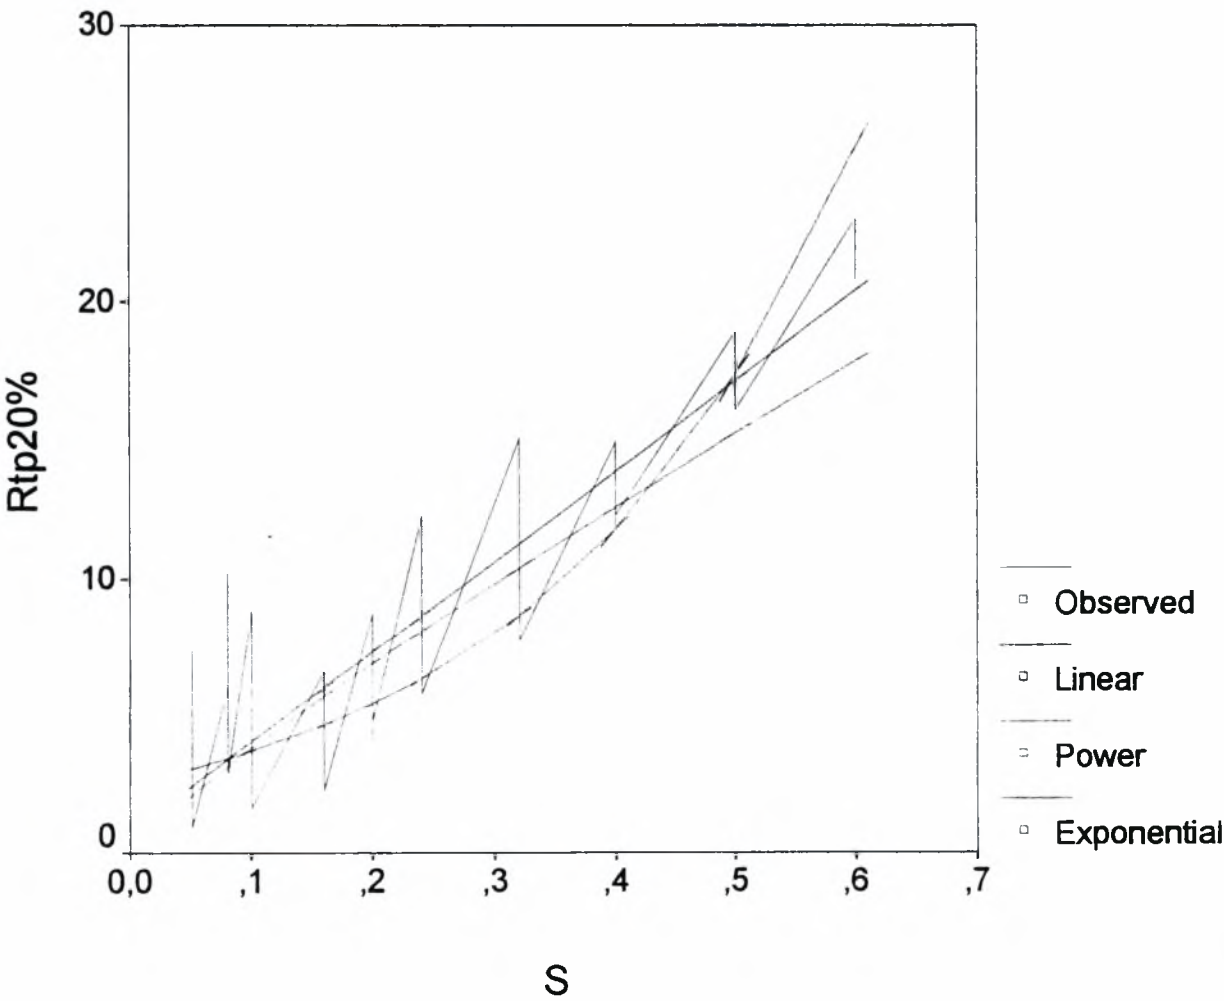 30
20
10
0
Rtp20%
0,0 ,1 ,2 ,3 ,4 ,5 ,6 ,7
S
Observed
Linear
Power
Exponential